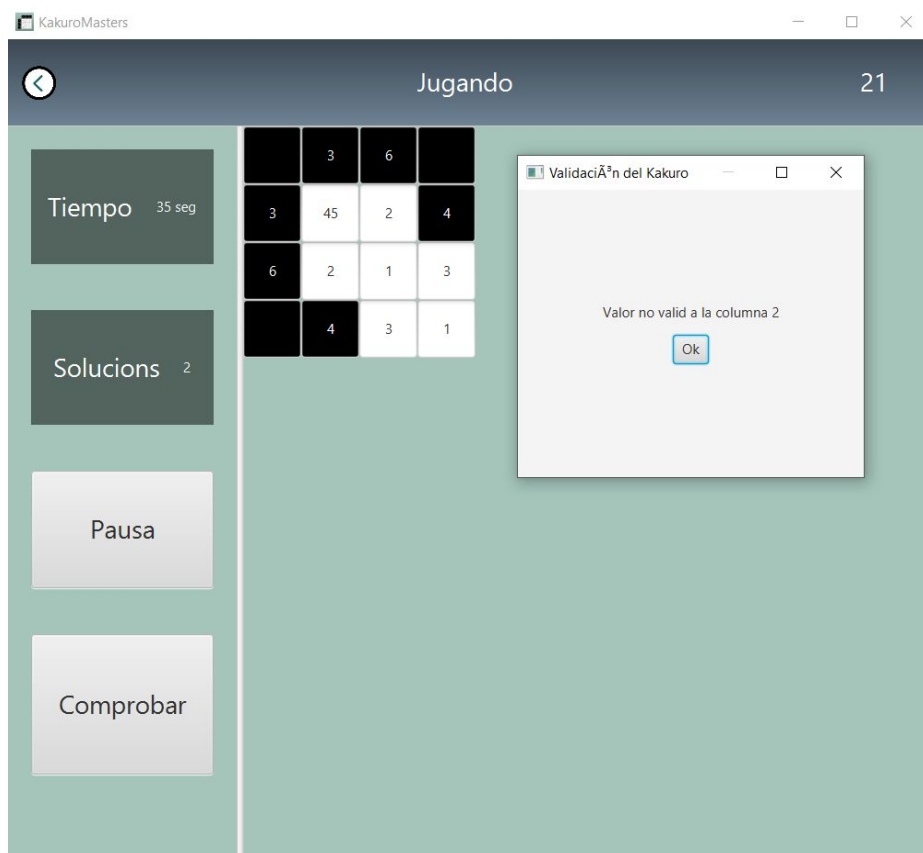 KakuroMasters
Jugando
21
Tiempo 35 seg
Solucions 2
Pausa
Comprobar
3 6
3 45 2 4
6 2 1 3
4 3 1
ValidaciÃ³n del Kakuro
Valor no valid a la columna 2
Ok